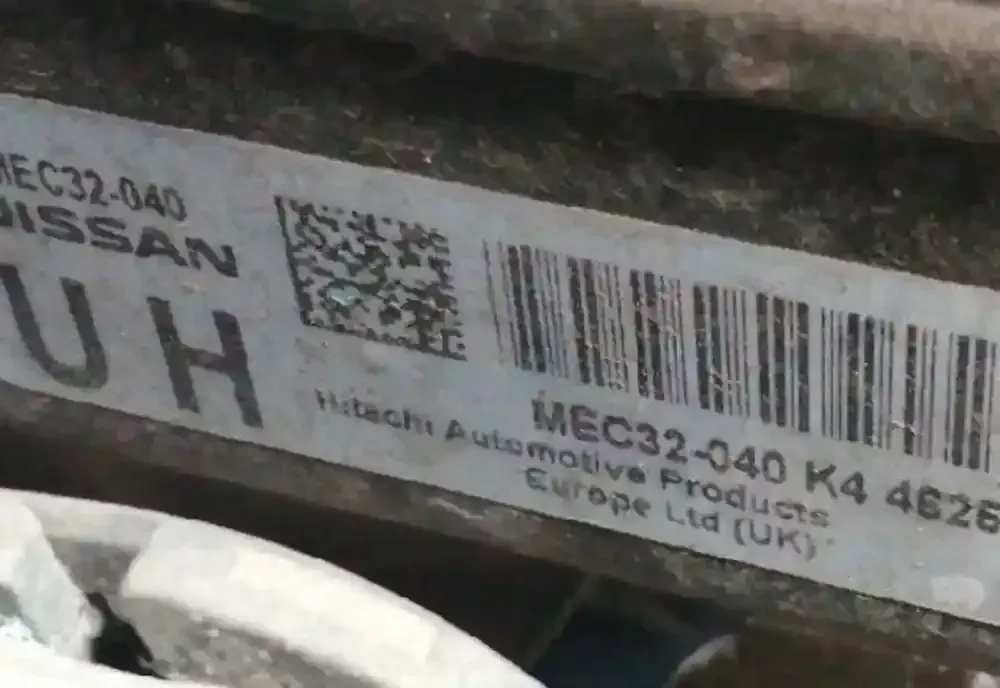 MEC32-040
NISSAN
UH
MEC32-040 K4 4626
Hitachi Automotive Products
Europe Ltd (UK)